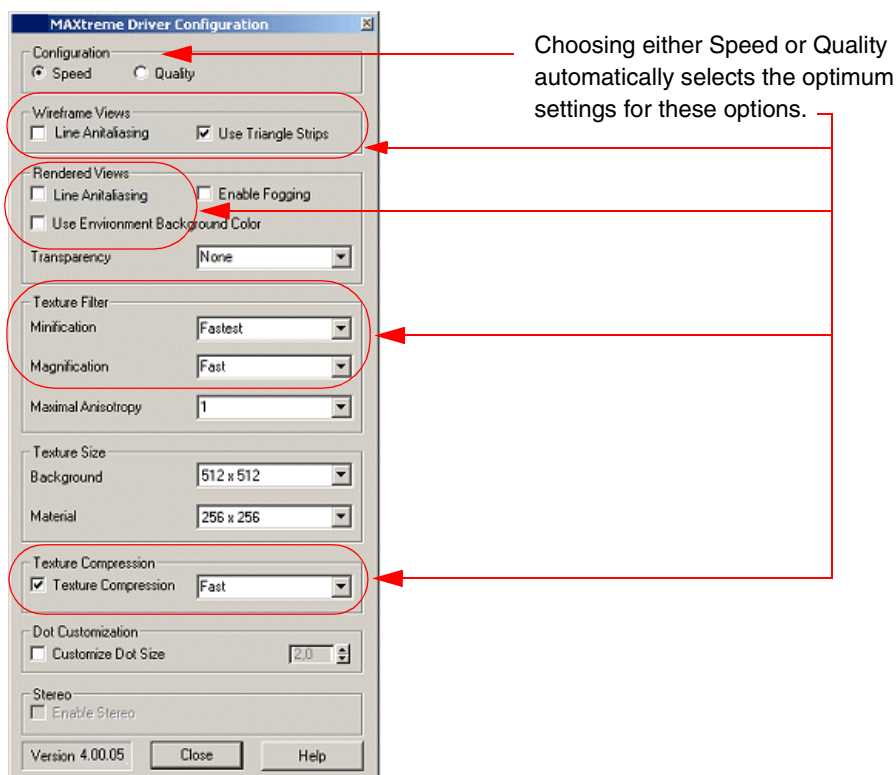 MAXtreme Driver Configuration
Choosing either Speed or Quality
automatically selects the optimum
settings for these options.
Configuration
Speed Quality
Wireframe Views
Line Anitaliasing Use Triangle Strips
Rendered Views
Line Anitaliasing Enable Fogging
Use Environment Background Color
Transparency None
Texture Filter
Minification Fastest
Magnification Fast
Maximal Anisotropy 1
Texture Size
Background 512 x 512
Material 256 x 256
Texture Compression
Texture Compression Fast
Dot Customization
Customize Dot Size 2,0
Stereo
Enable Stereo
Version 4.00.05 Close Help